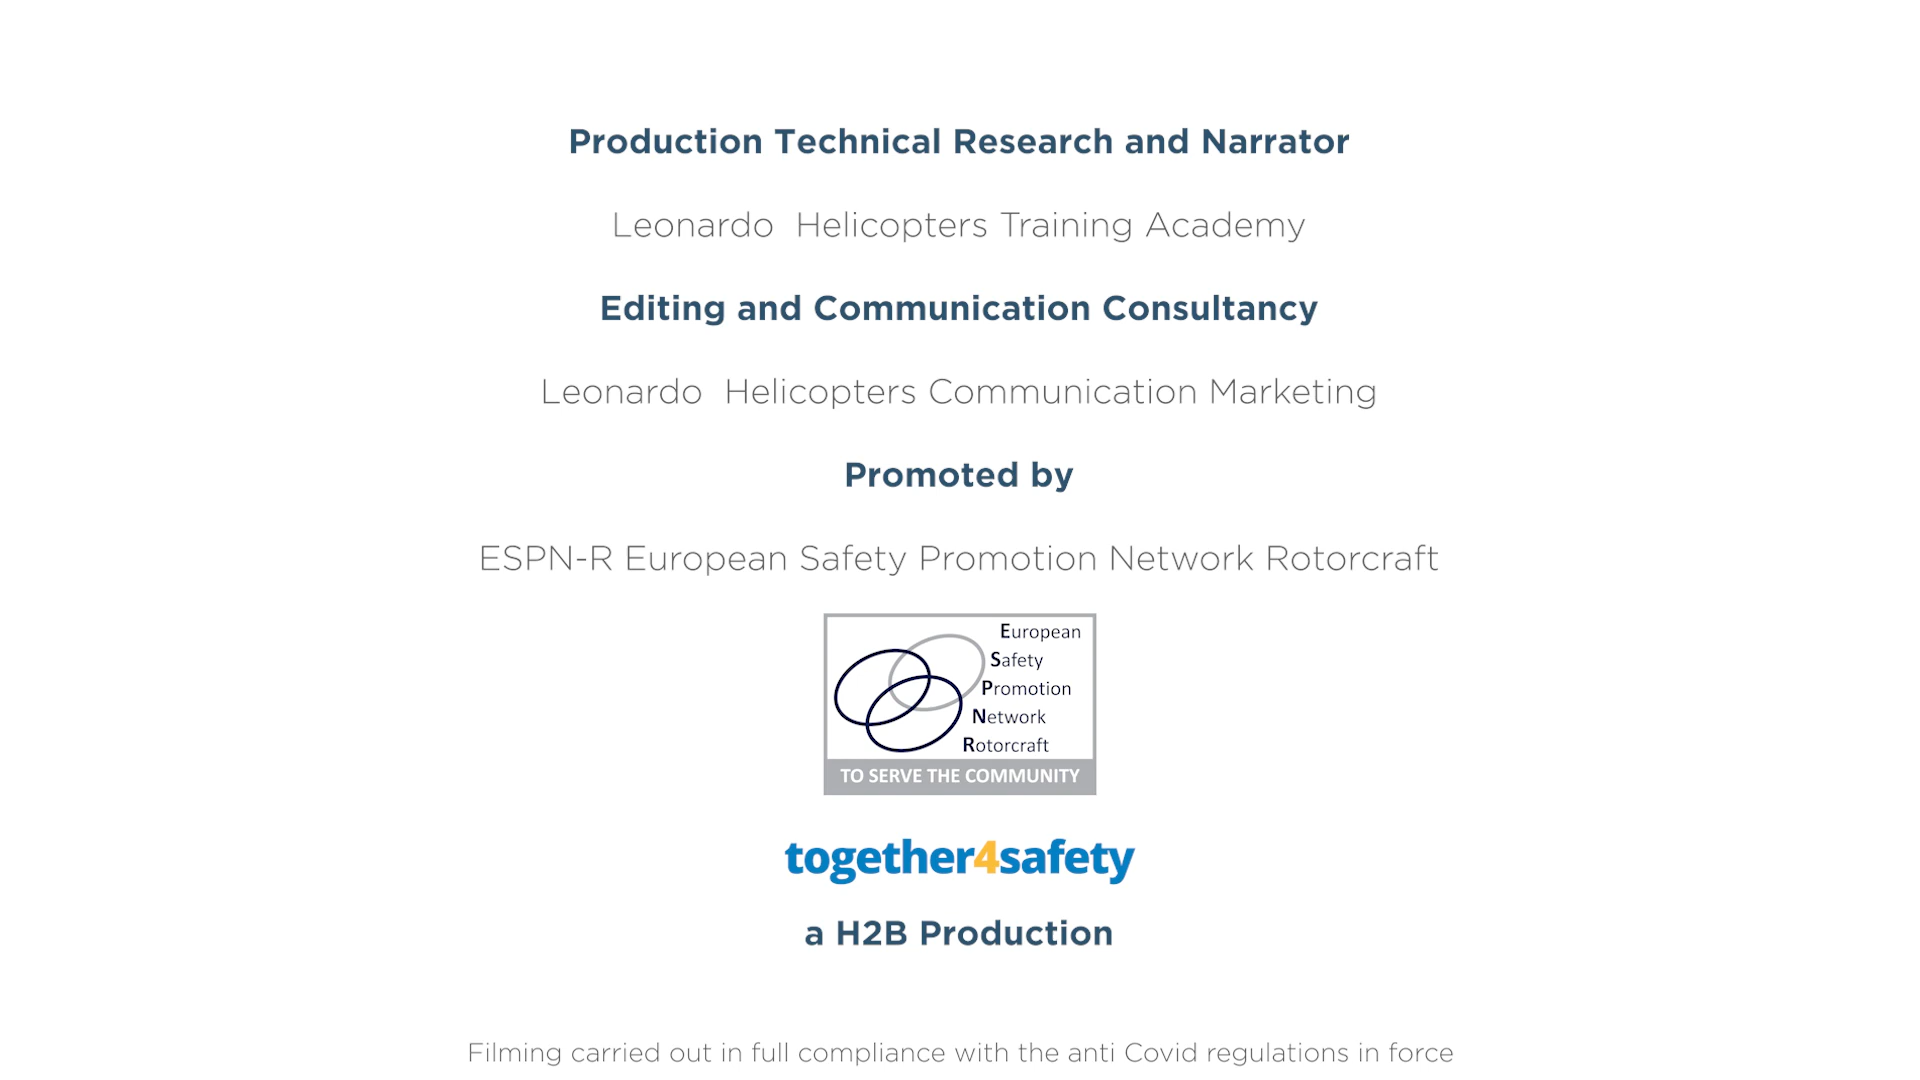 Production Technical Research and Narrator
Leonardo  Helicopters Training Academy
Editing and Communication Consultancy
Leonardo  Helicopters Communication Marketing
Promoted by
ESPN-R European Safety Promotion Network Rotorcraft
European
Safety
Promotion
Network
Rotorcraft
TO SERVE THE COMMUNITY
together4safety
a H2B Production
Filming carried out in full compliance with the anti Covid regulations in force